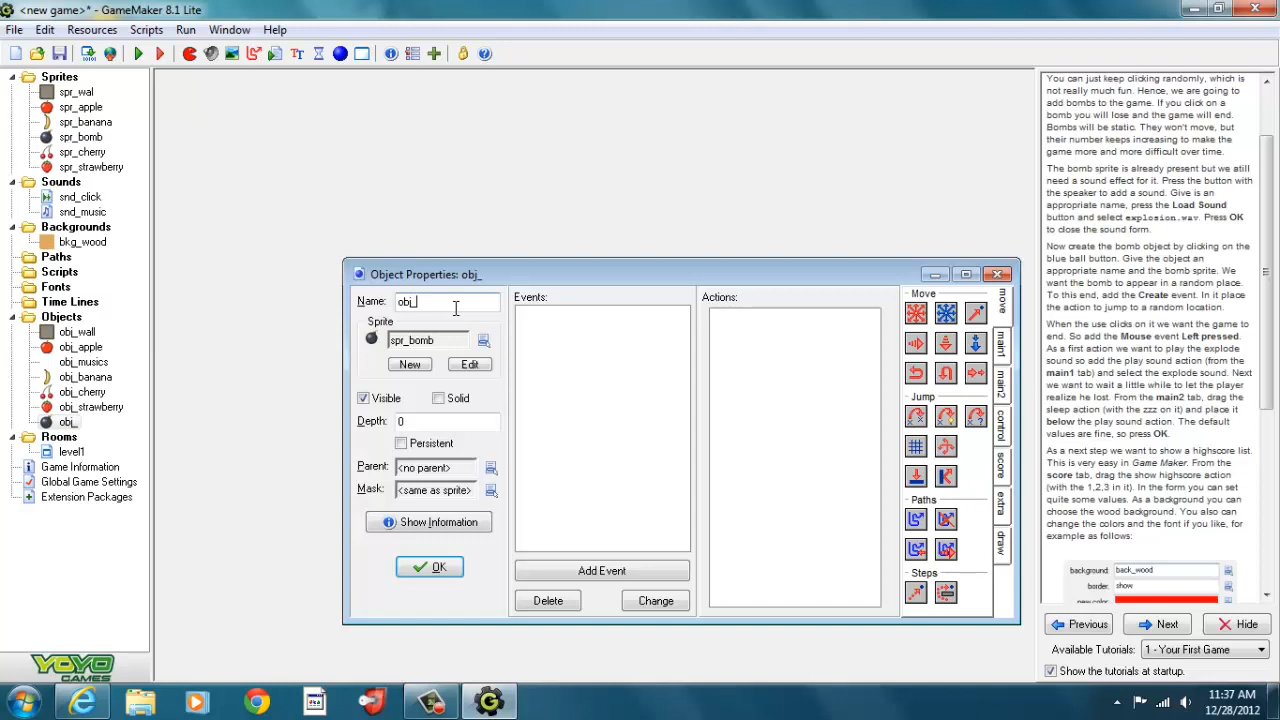 <new game>* - GameMaker 8.1 Lite
File Edit Resources Scripts Run Window Help
Sprites
spr_wal
spr_apple
spr_banana
spr_bomb
spr_cherry
spr_strawberry
Sounds
snd_click
snd_music
Backgrounds
bkg_wood
Paths
Scripts
Fonts
Time Lines
Objects
obj_wall
obj_apple
obj_musics
obj_banana
obj_cherry
obj_strawberry
obj_
Rooms
level1
Game Information
Global Game Settings
Extension Packages
YOYO
GAMES
Object Properties: obj_
Name: obj_
Sprite
spr_bomb
New Edit
Visible Solid
Depth: 0
Persistent
Parent: <no parent>
Mask: <same as sprite>
Show Information
OK
Events:
Add Event
Delete Change
Actions:
Move
Jump
Paths
Steps
move
main1
main2
control
score
extra
draw
You can just keep clicking randomly, which is
not really much fun. Hence, we are going to
add bombs to the game. If you click on a
bomb you will lose and the game will end.
Bombs will be static. They won't move, but
their number keeps increasing to make the
game more and more difficult over time.
The bomb sprite is already present but we atill
need a sound effect for it. Press the button with
the speaker to add a sound. Give is an
appropriate name, press the Load Sound
button and select explosion.wav. Press OK
to close the sound form.
Now create the bomb object by clicking on the
blue ball button. Give the object an
appropriate name and the bomb sprite. We
want the bomb to appear in a random place.
To this end, add the Create event. In it place
the action to jump to a random location.
When the use clicks on it we want the game to
end. So add the Mouse event Left pressed.
As a first action we want to play the explode
sound so add the play sound action (from the
main1 tab) and select the explode sound. Next
we want to wait a little while to let the player
realize he lost. From the main2 tab, drag the
sleep action (with the zzz on it) and place it
below the play sound action. The default
values are fine, so press OK.
As a next step we want to show a highscore list.
This is very easy in Game Maker. From the
score tab, drag the show highscore action
(with the 1,2,3 in it). In the form you can set
quite some values. As a background you can
choose the wood background. You also can
change the colors and the font if you like, for
example as follows:
background: back_wood
border: show
new color:
Previous Next Hide
Available Tutorials: 1 - Your First Game
Show the tutorials at startup.
11:37 AM
12/28/2012